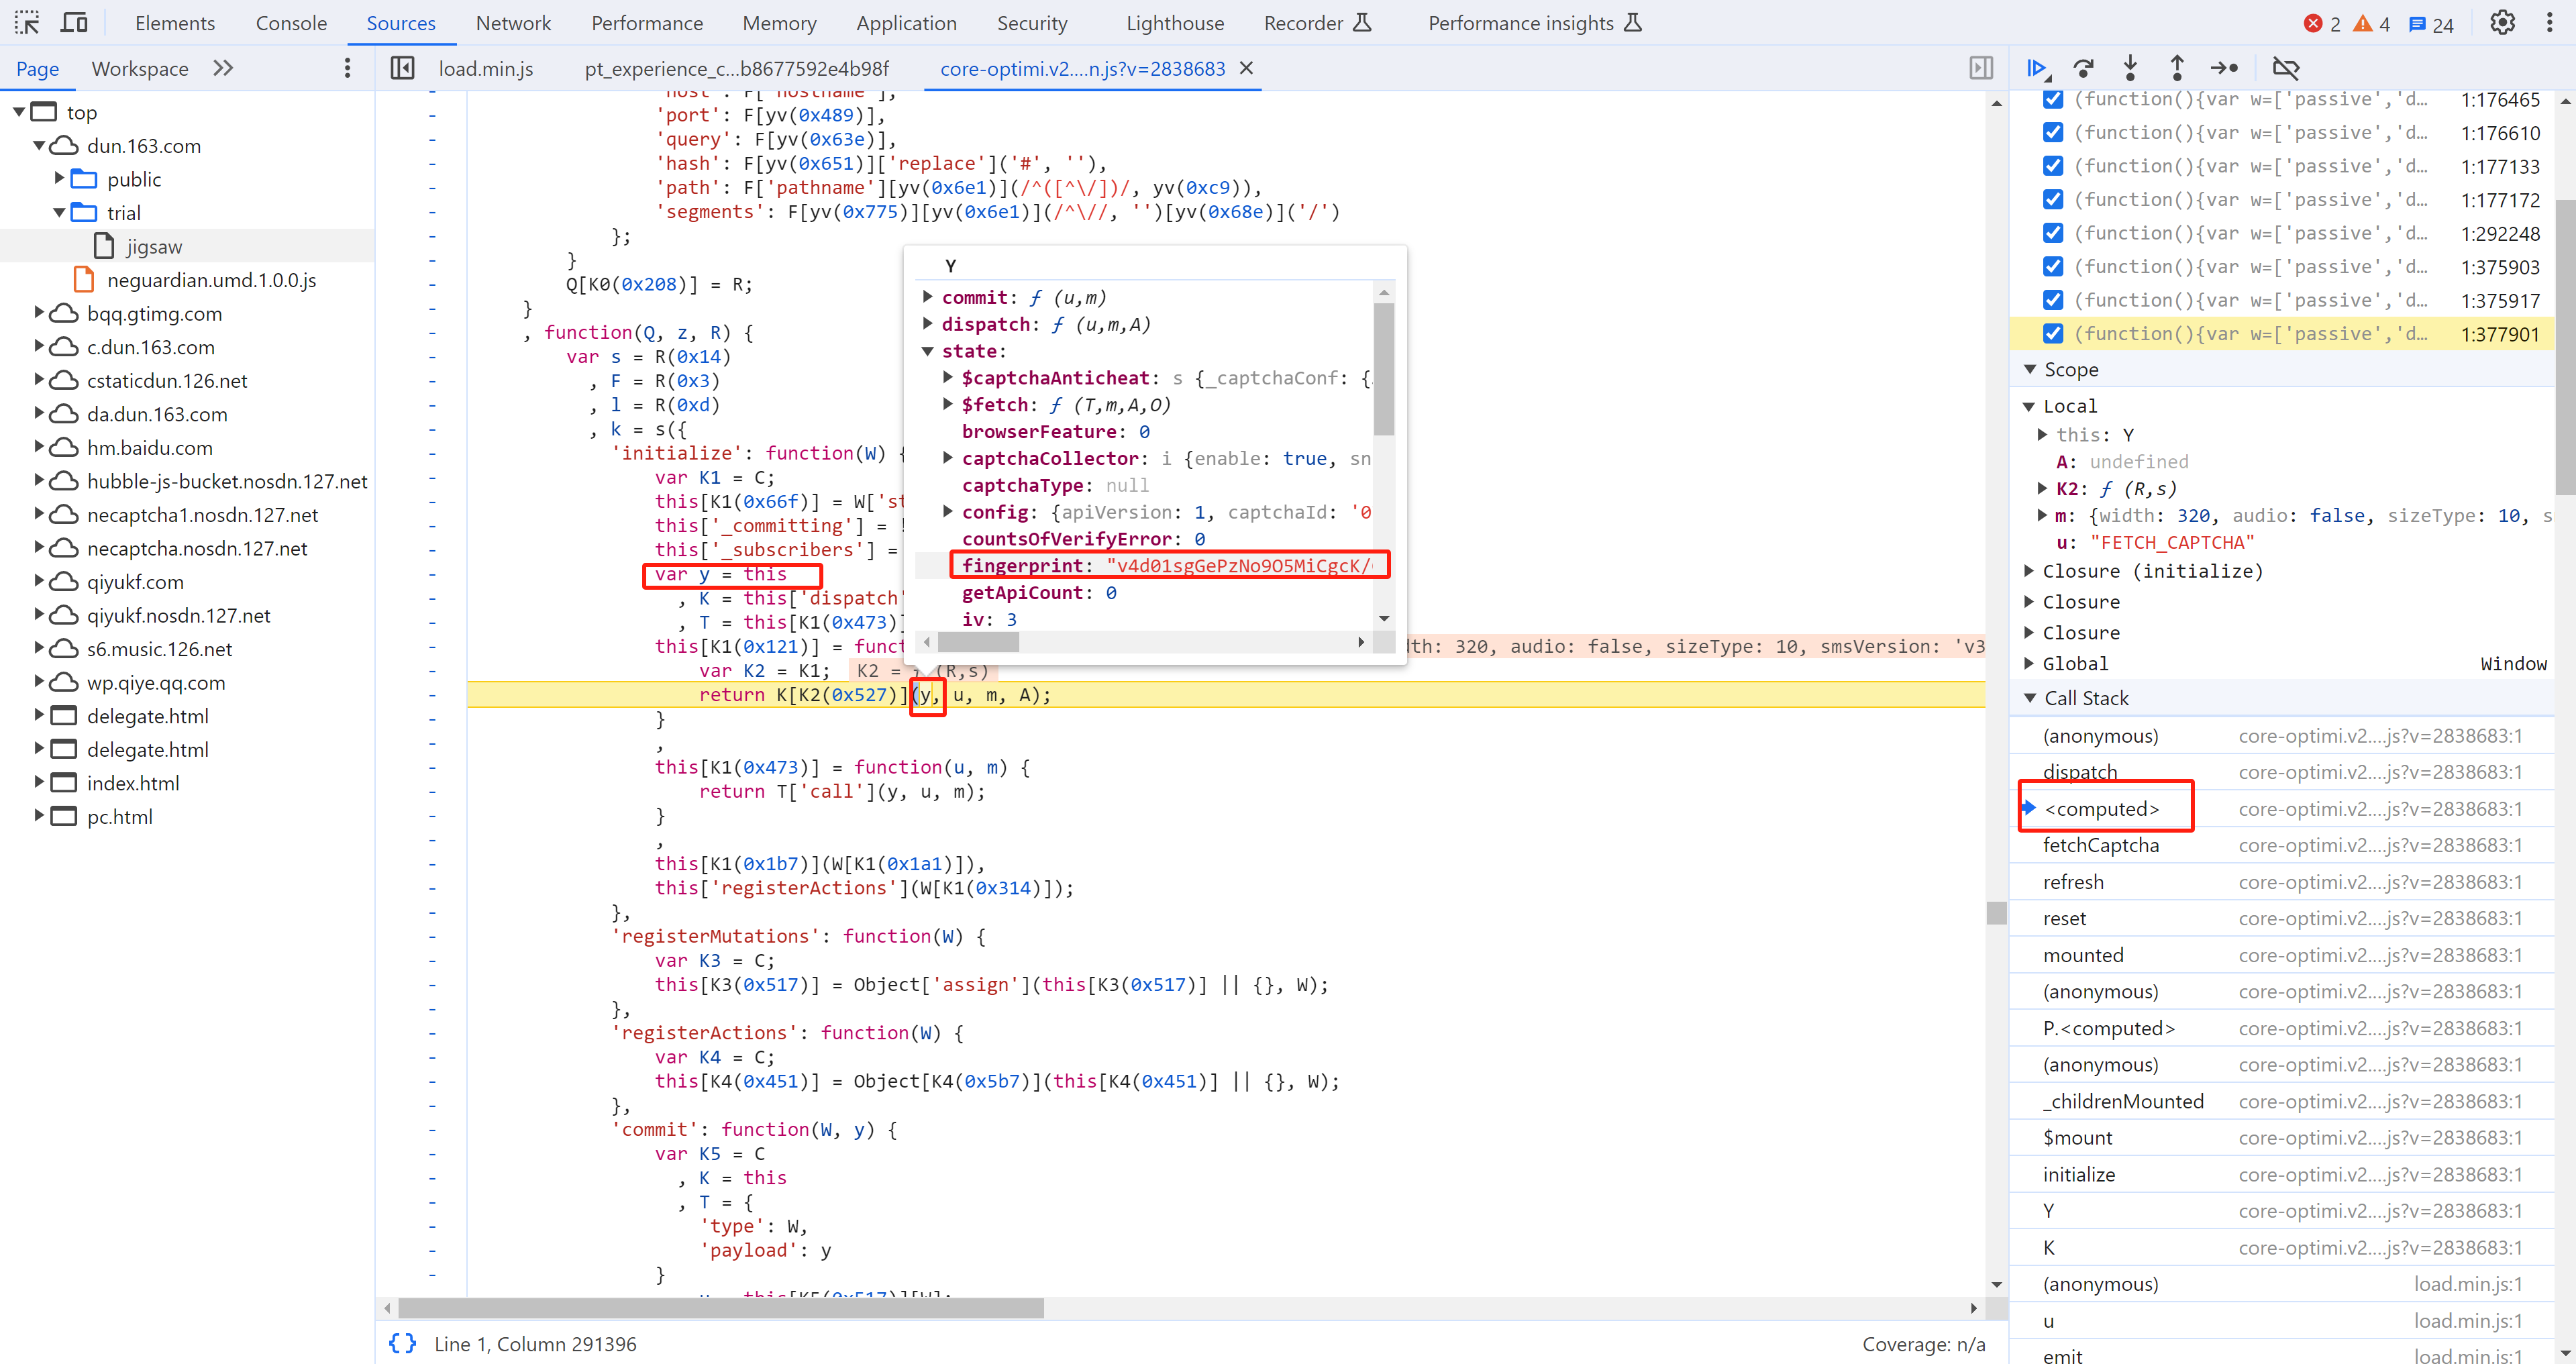 Elements Console Sources Network Performance Memory Application Security Lighthouse Recorder Performance insights 2 4 24
Page Workspace load.min.js pt_experience_c...b8677592e4b98f core-optimi.v2....n.js?v=2838683
top
dun.163.com
public
trial
jigsaw
neguardian.umd.1.0.0.js
bqq.gtimg.com
c.dun.163.com
cstaticdun.126.net
da.dun.163.com
hm.baidu.com
hubble-js-bucket.nosdn.127.net
necaptcha1.nosdn.127.net
necaptcha.nosdn.127.net
qiyukf.com
qiyukf.nosdn.127.net
s6.music.126.net
wp.qiye.qq.com
delegate.html
delegate.html
index.html
pc.html
'host': F['hostname'],
'port': F[yv(0x489)],
'query': F[yv(0x63e)],
'hash': F[yv(0x651)]['replace']('#', ''),
'path': F['pathname'][yv(0x6e1)](/^([^\/])/, yv(0xc9)),
'segments': F[yv(0x775)][yv(0x6e1)](/^\//, '')[yv(0x68e)]('/')
};
}
Q[K0(0x208)] = R;
}
, function(Q, z, R) {
var s = R(0x14)
, F = R(0x3)
, l = R(0xd)
, k = s({
'initialize': function(W) {
var K1 = C;
this[K1(0x66f)] = W['st
this['_committing'] = !
this['_subscribers'] =
var y = this
, K = this['dispatch'
, T = this[K1(0x473)]
this[K1(0x121)] = funct
dth: 320, audio: false, sizeType: 10, smsVersion: 'v3
var K2 = K1; K2 = ƒ (R,s)
return K[K2(0x527)](y, u, m, A);
}
,
this[K1(0x473)] = function(u, m) {
return T['call'](y, u, m);
}
,
this[K1(0x1b7)](W[K1(0x1a1)]),
this['registerActions'](W[K1(0x314)]);
},
'registerMutations': function(W) {
var K3 = C;
this[K3(0x517)] = Object['assign'](this[K3(0x517)] || {}, W);
},
'registerActions': function(W) {
var K4 = C;
this[K4(0x451)] = Object[K4(0x5b7)](this[K4(0x451)] || {}, W);
},
'commit': function(W, y) {
var K5 = C
, K = this
, T = {
'type': W,
'payload': y
}
, u = this[K5(0x517)][W];
Y
commit: ƒ (u,m)
dispatch: ƒ (u,m,A)
state:
$captchaAnticheat: s {_captchaConf: {
$fetch: ƒ (T,m,A,O)
browserFeature: 0
captchaCollector: i {enable: true, sn
captchaType: null
config: {apiVersion: 1, captchaId: '0
countsOfVerifyError: 0
fingerprint: "v4d01sgGePzNo9O5MiCgcK/
getApiCount: 0
iv: 3
{ } Line 1, Column 291396 Coverage: n/a
(function(){var w=['passive','d… 1:176465
(function(){var w=['passive','d… 1:176610
(function(){var w=['passive','d… 1:177133
(function(){var w=['passive','d… 1:177172
(function(){var w=['passive','d… 1:292248
(function(){var w=['passive','d… 1:375903
(function(){var w=['passive','d… 1:375917
(function(){var w=['passive','d… 1:377901
Scope
Local
this: Y
A: undefined
K2: ƒ (R,s)
m: {width: 320, audio: false, sizeType: 10, s
u: "FETCH_CAPTCHA"
Closure (initialize)
Closure
Closure
Global Window
Call Stack
(anonymous) core-optimi.v2....js?v=2838683:1
dispatch core-optimi.v2....js?v=2838683:1
<computed> core-optimi.v2....js?v=2838683:1
fetchCaptcha core-optimi.v2....js?v=2838683:1
refresh core-optimi.v2....js?v=2838683:1
reset core-optimi.v2....js?v=2838683:1
mounted core-optimi.v2....js?v=2838683:1
(anonymous) core-optimi.v2....js?v=2838683:1
P.<computed> core-optimi.v2....js?v=2838683:1
(anonymous) core-optimi.v2....js?v=2838683:1
_childrenMounted core-optimi.v2....js?v=2838683:1
$mount core-optimi.v2....js?v=2838683:1
initialize core-optimi.v2....js?v=2838683:1
Y core-optimi.v2....js?v=2838683:1
K core-optimi.v2....js?v=2838683:1
(anonymous) load.min.js:1
u load.min.js:1
emit load.min.js:1